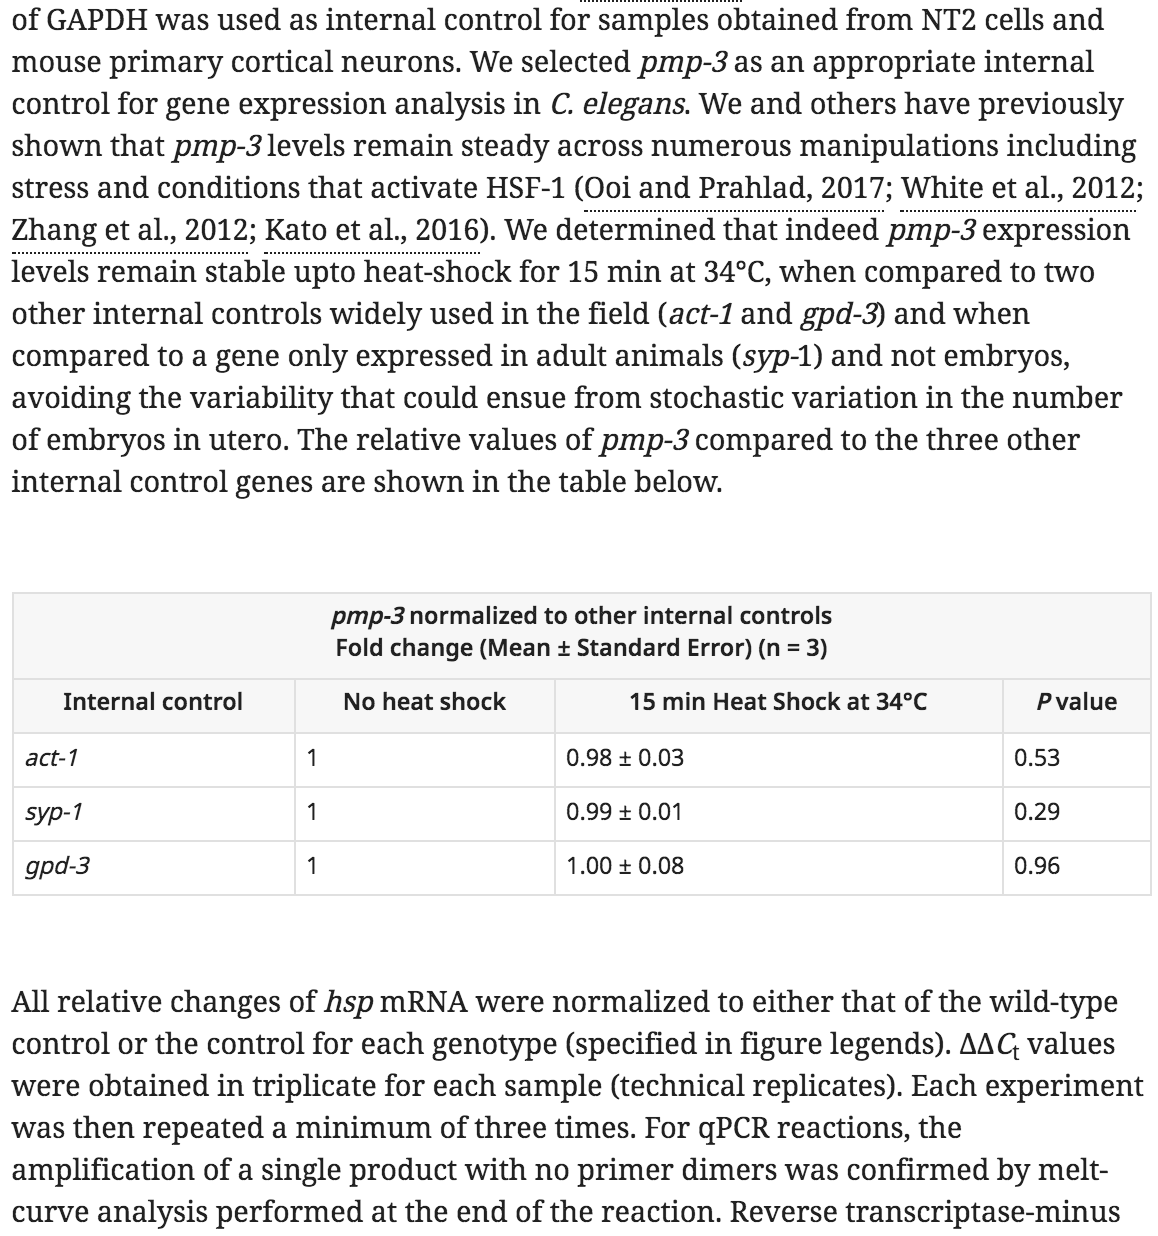 of GAPDH was used as internal control for samples obtained from NT2 cells and
mouse primary cortical neurons. We selected pmp-3 as an appropriate internal
control for gene expression analysis in C. elegans. We and others have previously
shown that pmp-3 levels remain steady across numerous manipulations including
stress and conditions that activate HSF-1 (Ooi and Prahlad, 2017; White et al., 2012;
Zhang et al., 2012; Kato et al., 2016). We determined that indeed pmp-3 expression
levels remain stable upto heat-shock for 15 min at 34°C, when compared to two
other internal controls widely used in the field (act-1 and gpd-3) and when
compared to a gene only expressed in adult animals (syp-1) and not embryos,
avoiding the variability that could ensue from stochastic variation in the number
of embryos in utero. The relative values of pmp-3 compared to the three other
internal control genes are shown in the table below.
pmp-3 normalized to other internal controls
Fold change (Mean ± Standard Error) (n = 3)
Internal control No heat shock 15 min Heat Shock at 34°C P value
act-1 1 0.98 ± 0.03 0.53
syp-1 1 0.99 ± 0.01 0.29
gpd-3 1 1.00 ± 0.08 0.96
All relative changes of hsp mRNA were normalized to either that of the wild-type
control or the control for each genotype (specified in figure legends). ΔΔCt values
were obtained in triplicate for each sample (technical replicates). Each experiment
was then repeated a minimum of three times. For qPCR reactions, the
amplification of a single product with no primer dimers was confirmed by melt-
curve analysis performed at the end of the reaction. Reverse transcriptase-minus